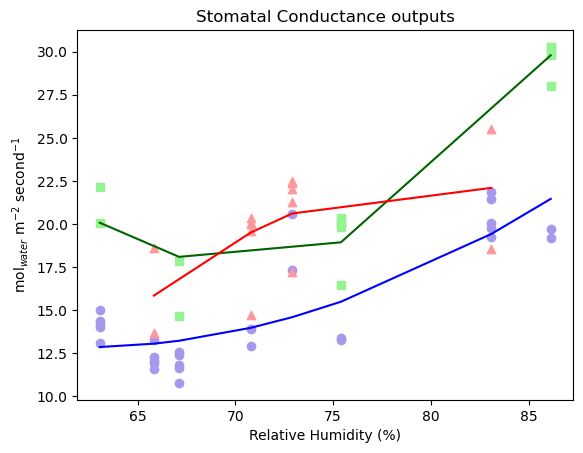 Stomatal Conductance outputs
30.0
27.5
25.0
22.5
20.0
17.5
15.0
12.5
10.0
mol_water m⁻² second⁻¹
65 70 75 80 85
Relative Humidity (%)